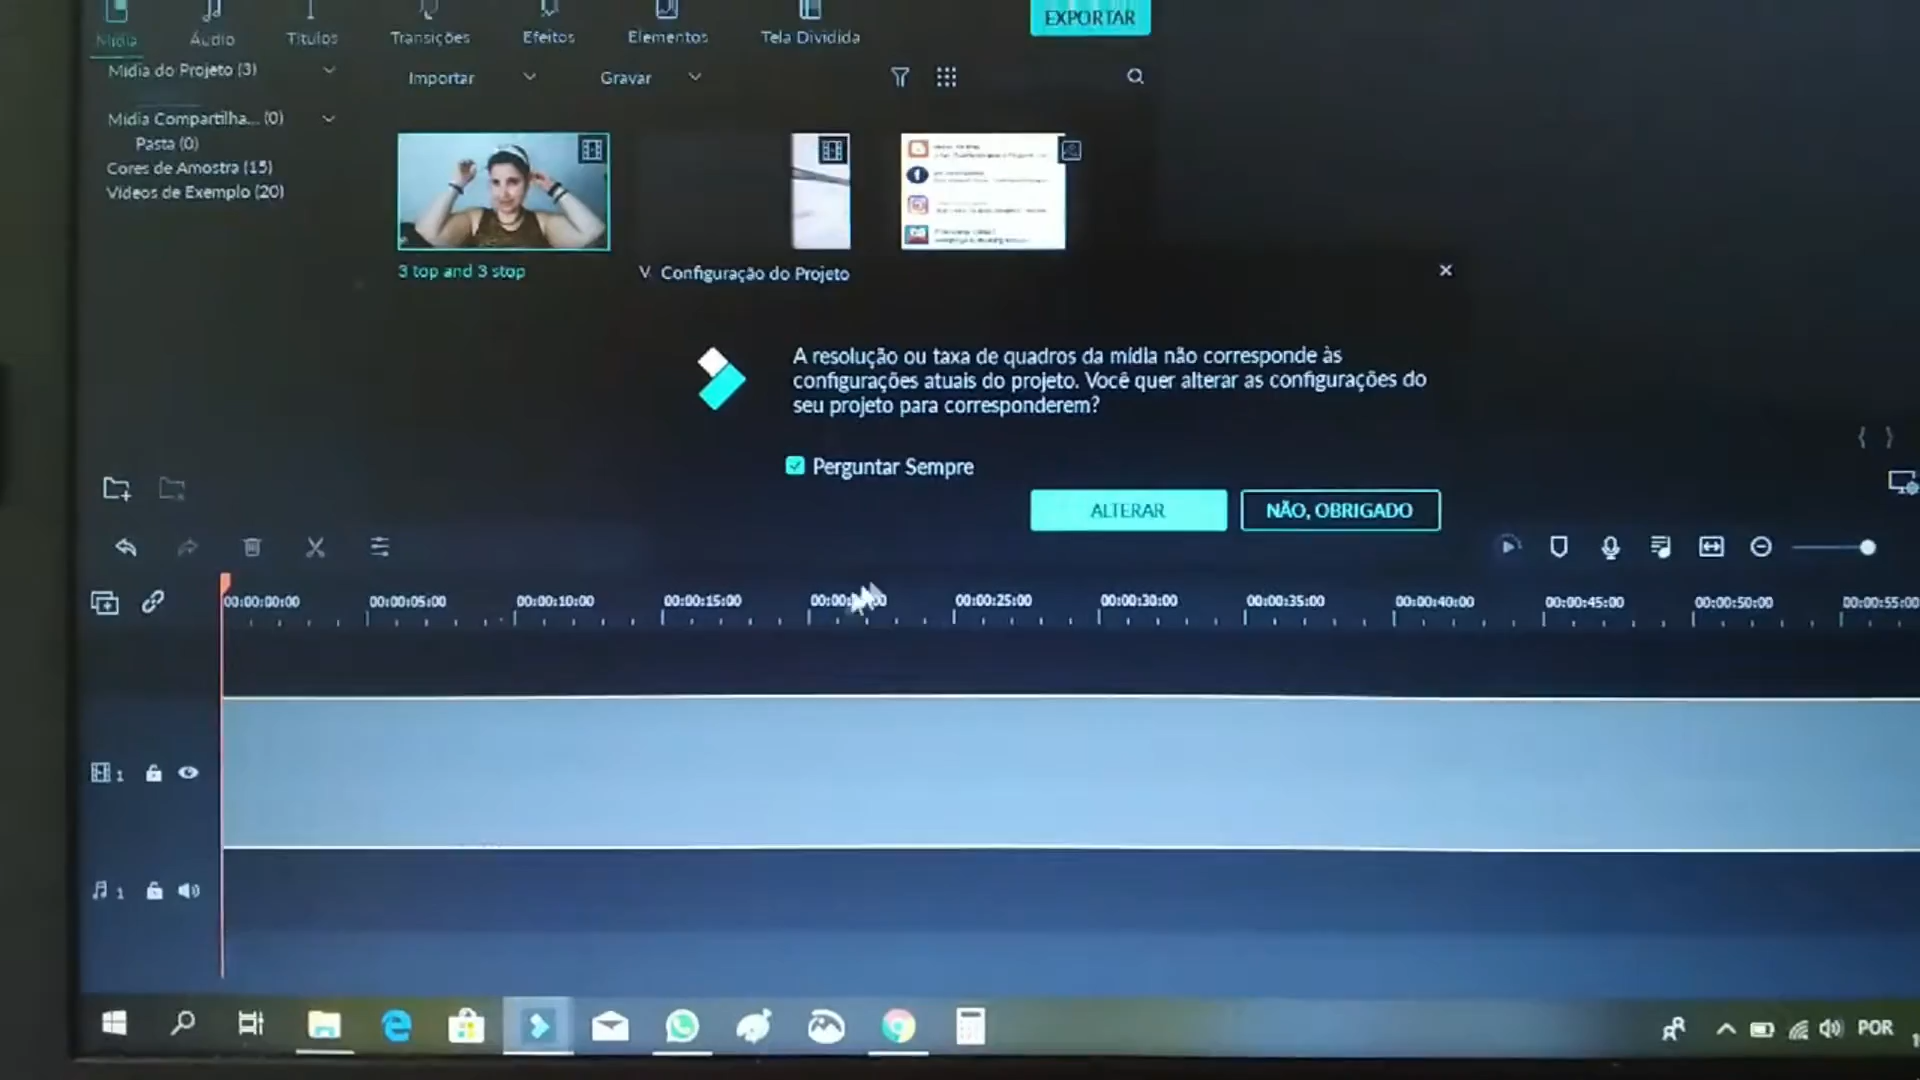 EXPORTAR
Mídia
Áudio
Títulos
Transições
Efeitos
Elementos
Tela Dividida
Mídia do Projeto (3)
Importar
Gravar
Mídia Compartilha... (0)
Pasta (0)
Cores de Amostra (15)
Vídeos de Exemplo (20)
3 top and 3 stop
V
Configuração do Projeto
A resolução ou taxa de quadros da mídia não corresponde às
configurações atuais do projeto. Você quer alterar as configurações do
seu projeto para corresponderem?
Perguntar Sempre
ALTERAR
NÃO, OBRIGADO
00:00:00:00
00:00:05:00
00:00:10:00
00:00:15:00
00:00:25:00
00:00:30:00
00:00:35:00
00:00:40:00
00:00:45:00
00:00:50:00
00:00:55:00
1
1
POR